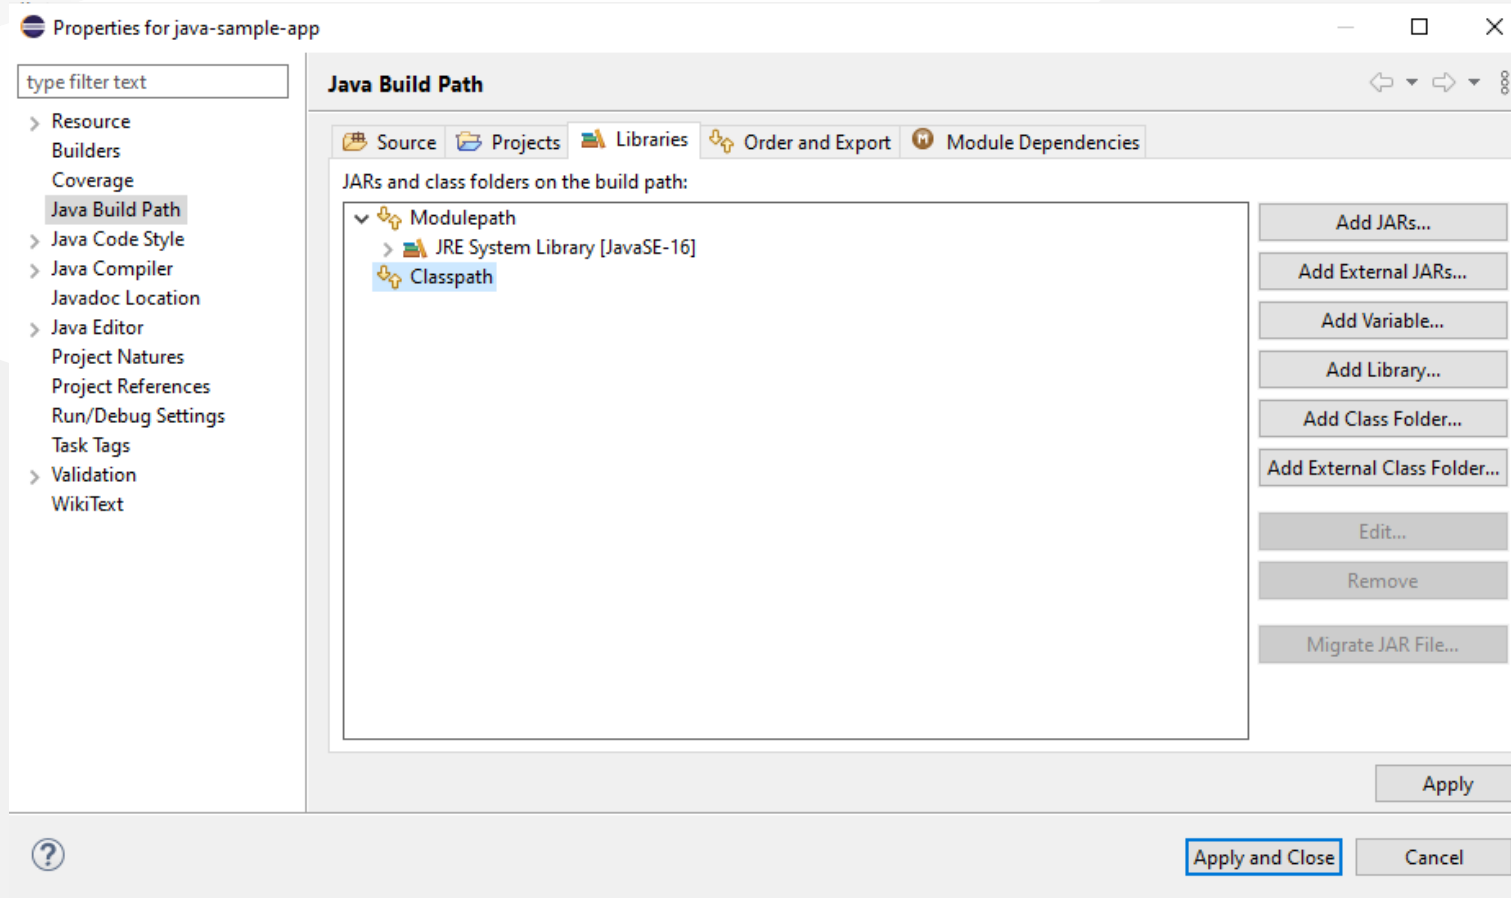 Properties for java-sample-app
type filter text
Resource
Builders
Coverage
Java Build Path
Java Code Style
Java Compiler
Javadoc Location
Java Editor
Project Natures
Project References
Run/Debug Settings
Task Tags
Validation
WikiText
Java Build Path
Source Projects Libraries Order and Export Module Dependencies
JARs and class folders on the build path:
Modulepath
JRE System Library [JavaSE-16]
Classpath
Add JARs...
Add External JARs...
Add Variable...
Add Library...
Add Class Folder...
Add External Class Folder...
Edit...
Remove
Migrate JAR File...
Apply
Apply and Close Cancel